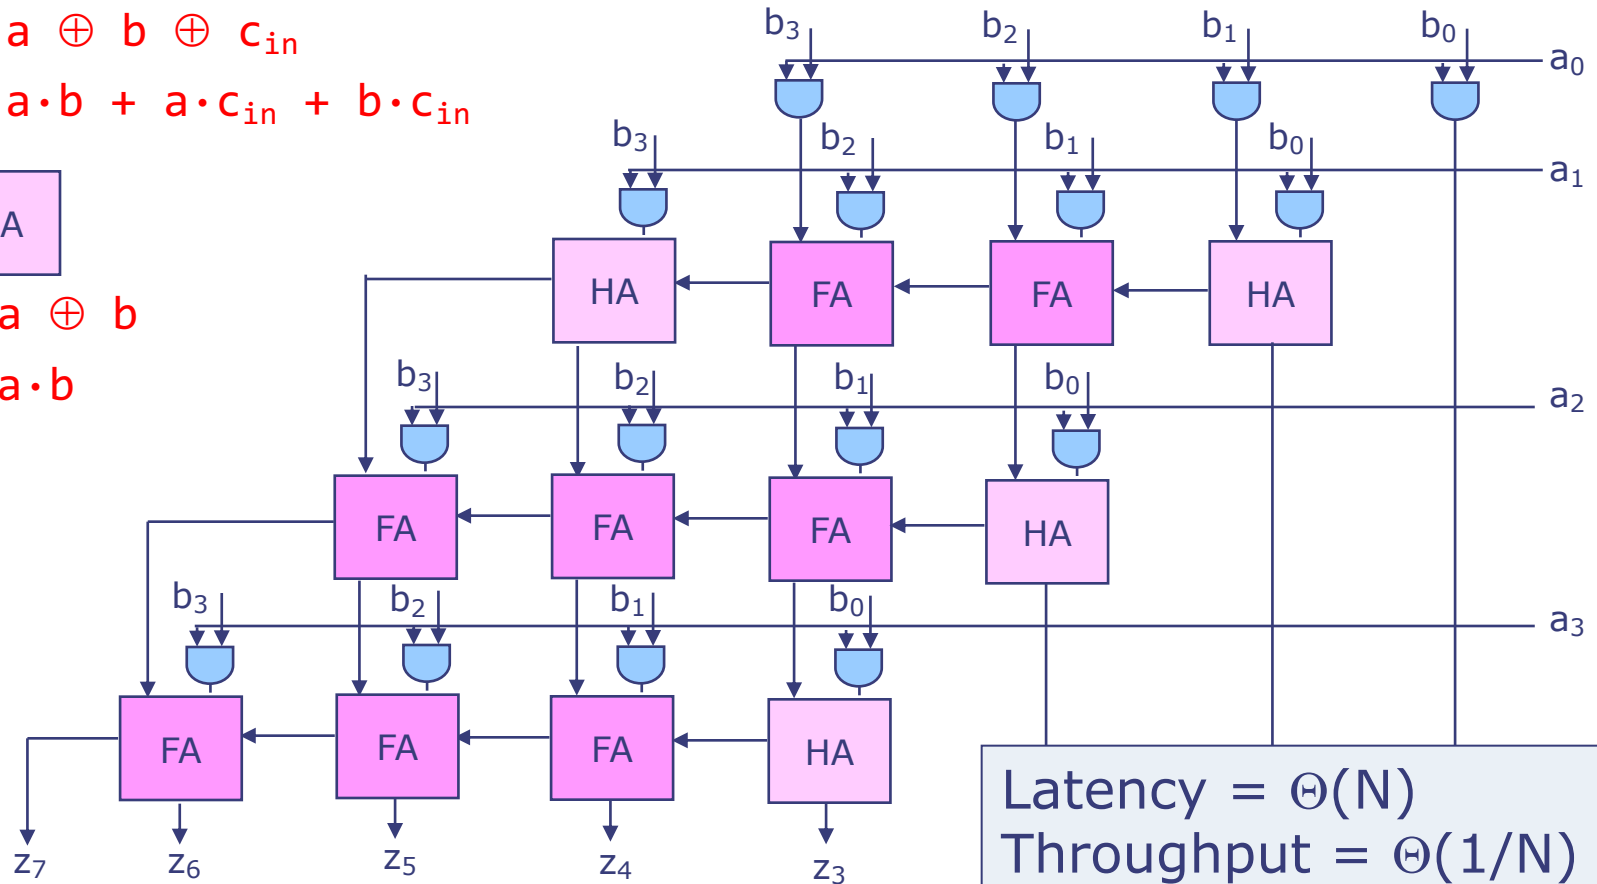 a ⊕ b ⊕ cᵢₙ
a·b + a·cᵢₙ + b·cᵢₙ
A
a ⊕ b
a·b
b₃ b₂ b₁ b₀
a₀
b₃ b₂ b₁ b₀
a₁
HA FA FA HA
b₃ b₂ b₁ b₀
a₂
FA FA FA HA
b₃ b₂ b₁ b₀
a₃
FA FA FA HA
z₇ z₆ z₅ z₄ z₃
Latency = Θ(N)
Throughput = Θ(1/N)